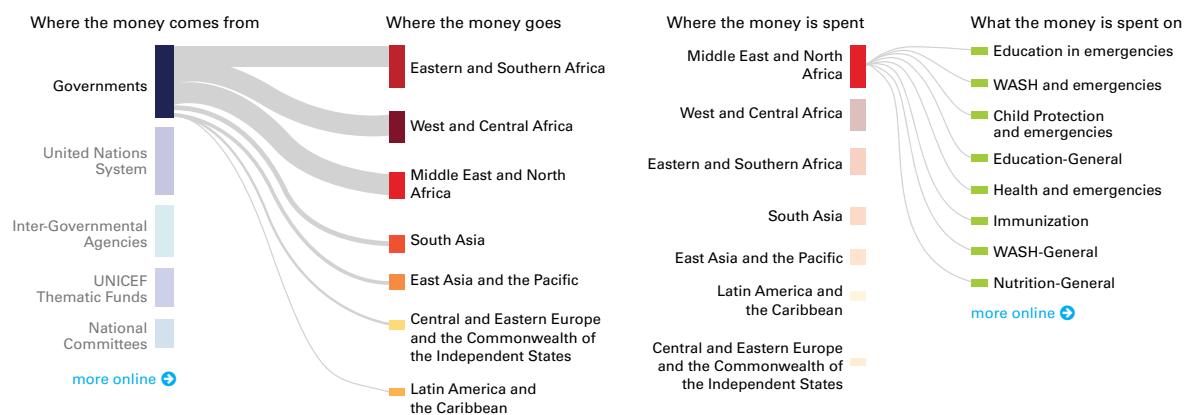 Where the money comes from
Governments
United Nations
System
Inter-Governmental
Agencies
UNICEF
Thematic Funds
National
Committees
more online
Where the money goes
Eastern and Southern Africa
West and Central Africa
Middle East and North
Africa
South Asia
East Asia and the Pacific
Central and Eastern Europe
and the Commonwealth of
the Independent States
Latin America and
the Caribbean
Where the money is spent
Middle East and North
Africa
West and Central Africa
Eastern and Southern Africa
South Asia
East Asia and the Pacific
Latin America and
the Caribbean
Central and Eastern Europe
and the Commonwealth of
the Independent States
What the money is spent on
Education in emergencies
WASH and emergencies
Child Protection
and emergencies
Education-General
Health and emergencies
Immunization
WASH-General
Nutrition-General
more online